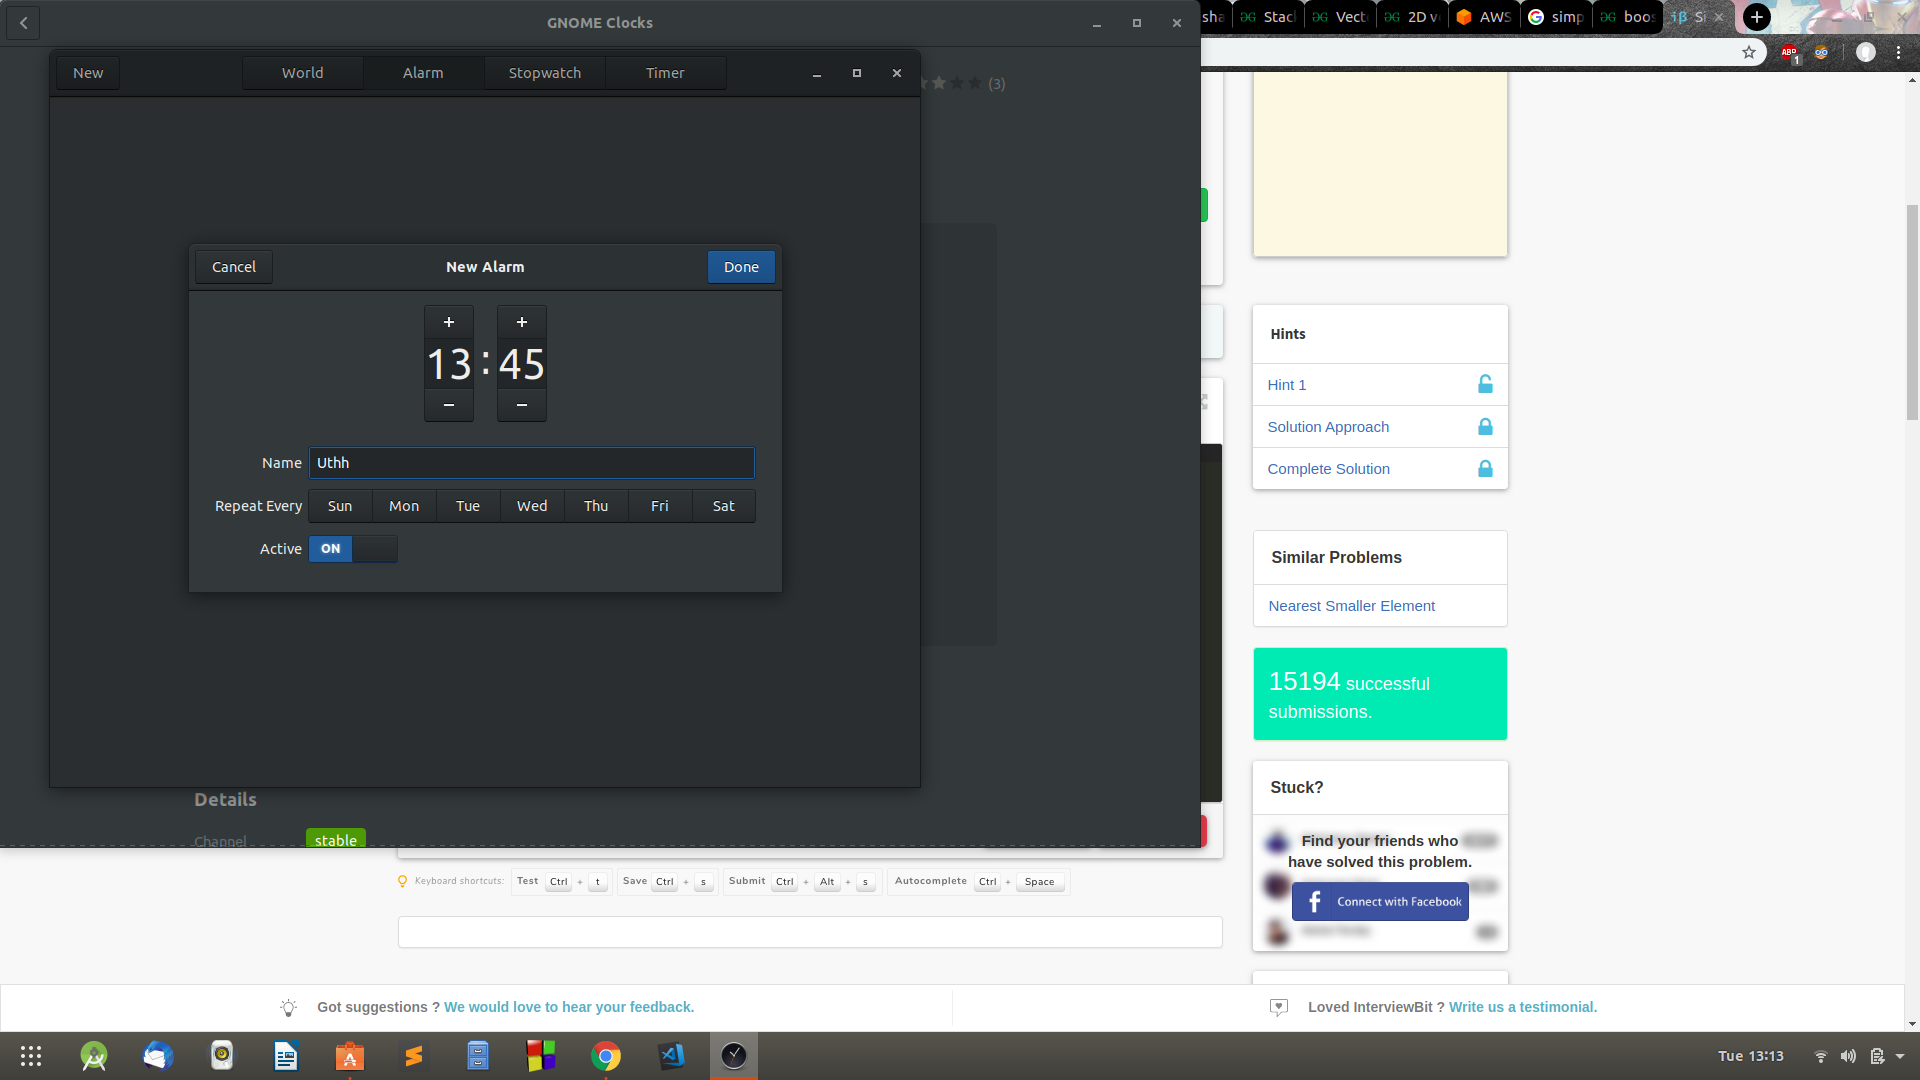 GNOME Clocks
Stack
Vect
2D v
AWS
simp
boos
New
World
Alarm
Stopwatch
Timer
(3)
ABP
1
Cancel
New Alarm
Done
+ +
13:45
− −
Name
Uthh
Repeat Every
Sun Mon Tue Wed Thu Fri Sat
Active
ON
Details
Channel
stable
Hints
Hint 1
Solution Approach
Complete Solution
Similar Problems
Nearest Smaller Element
15194 successful
submissions.
Stuck?
Find your friends who
have solved this problem.
Connect with Facebook
Keyboard shortcuts: Test Ctrl + t Save Ctrl + s Submit Ctrl + Alt + s Autocomplete Ctrl + Space
Got suggestions ? We would love to hear your feedback.
Loved InterviewBit ? Write us a testimonial.
Tue 13:13